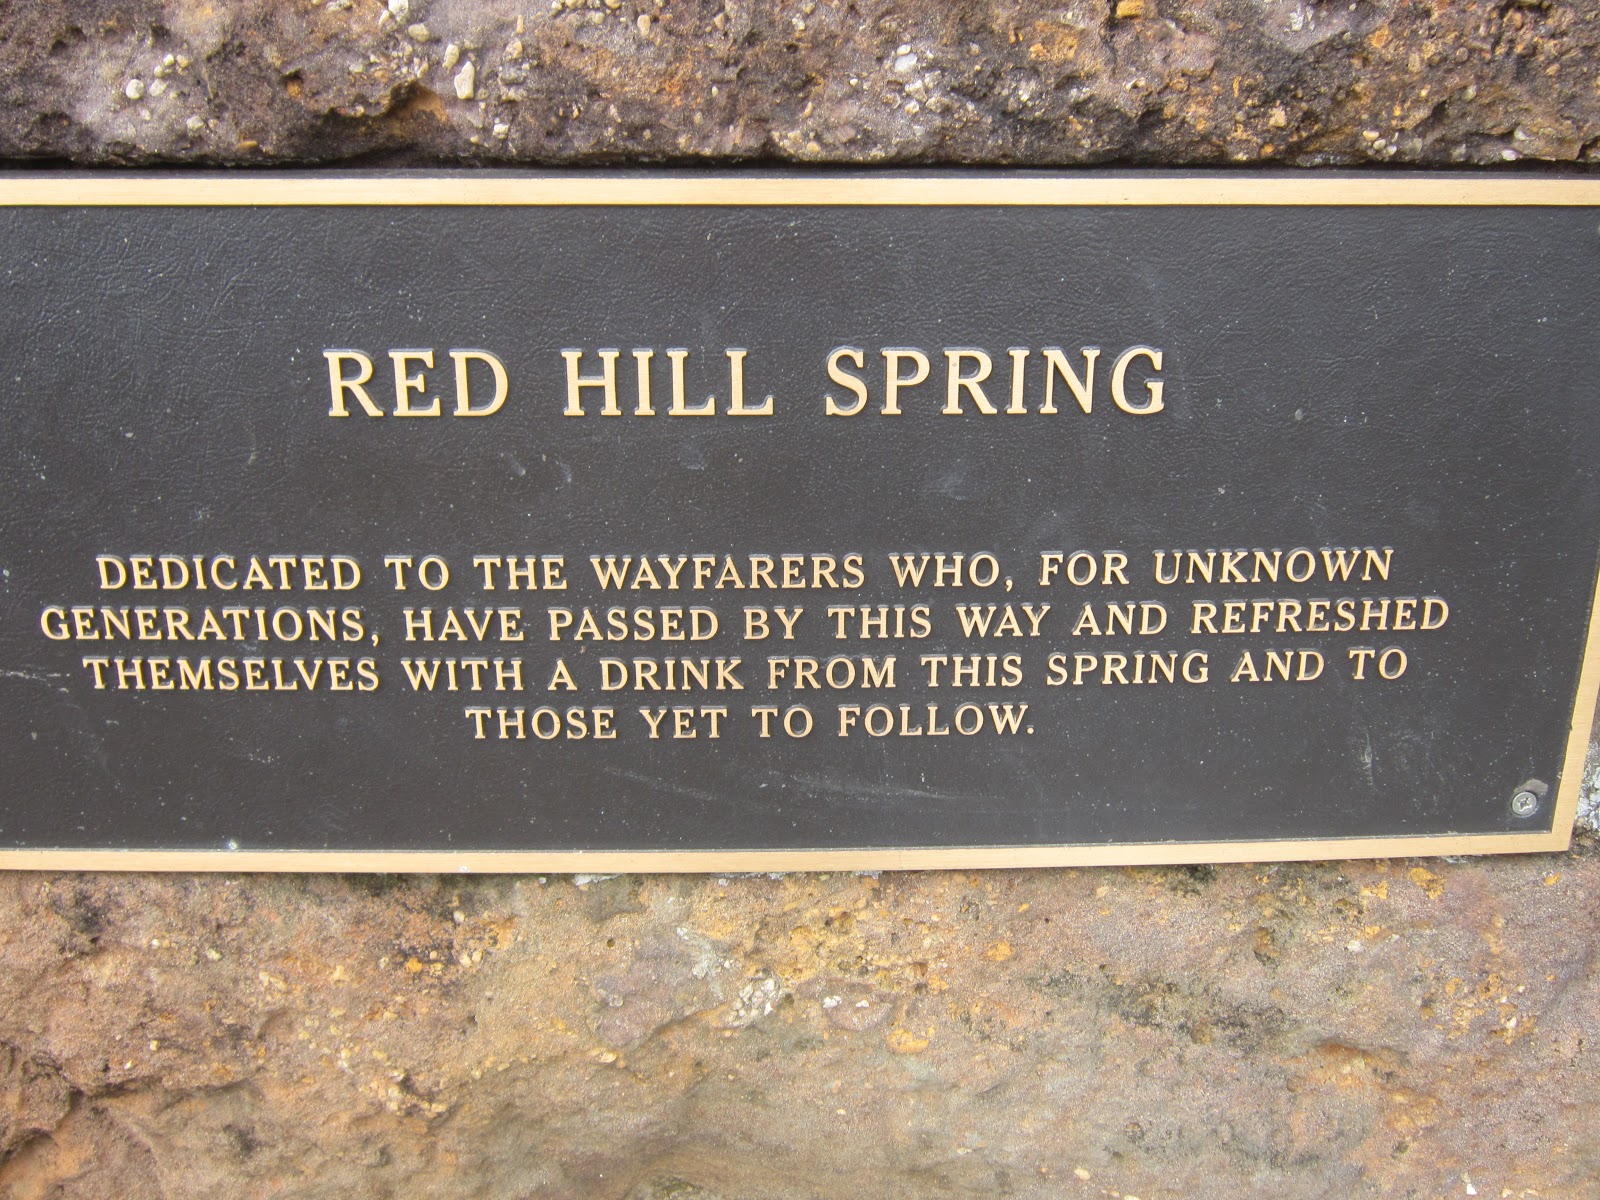 RED HILL SPRING
DEDICATED TO THE WAYFARERS WHO, FOR UNKNOWN
GENERATIONS, HAVE PASSED BY THIS WAY AND REFRESHED
THEMSELVES WITH A DRINK FROM THIS SPRING AND TO
THOSE YET TO FOLLOW.